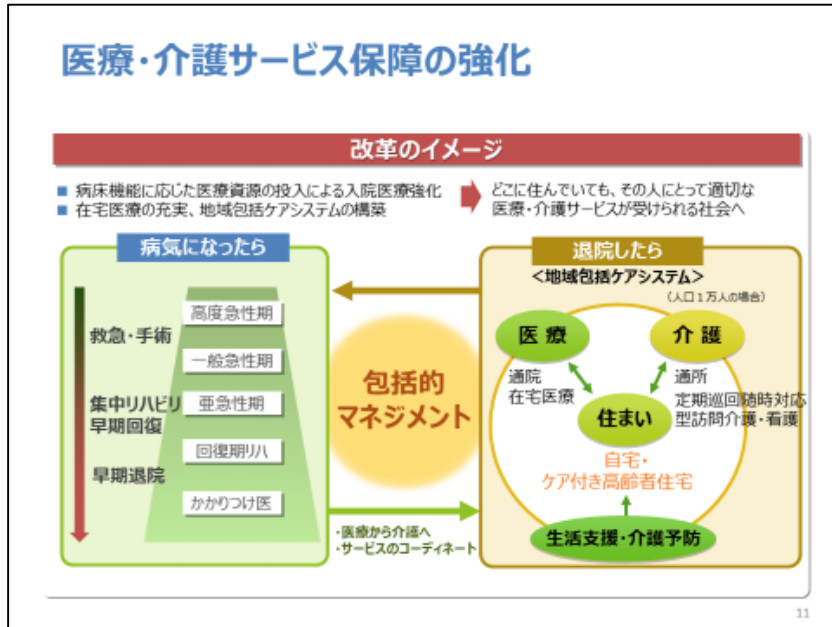 医療・介護サービス保障の強化
改革のイメージ
■ 病床機能に応じた医療資源の投入による入院医療強化
■ 在宅医療の充実、地域包括ケアシステムの構築
どこに住んでいても、その人にとって適切な
医療・介護サービスが受けられる社会へ
病気になったら
救急・手術
集中リハビリ
早期回復
早期退院
高度急性期
一般急性期
亜急性期
回復期リハ
かかりつけ医
包括的
マネジメント
・医療から介護へ
・サービスのコーディネート
退院したら
<地域包括ケアシステム>
(人口1万人の場合)
医療
介護
通院
在宅医療
通所
定期巡回随時対応
型訪問介護・看護
住まい
自宅・
ケア付き高齢者住宅
生活支援・介護予防
11